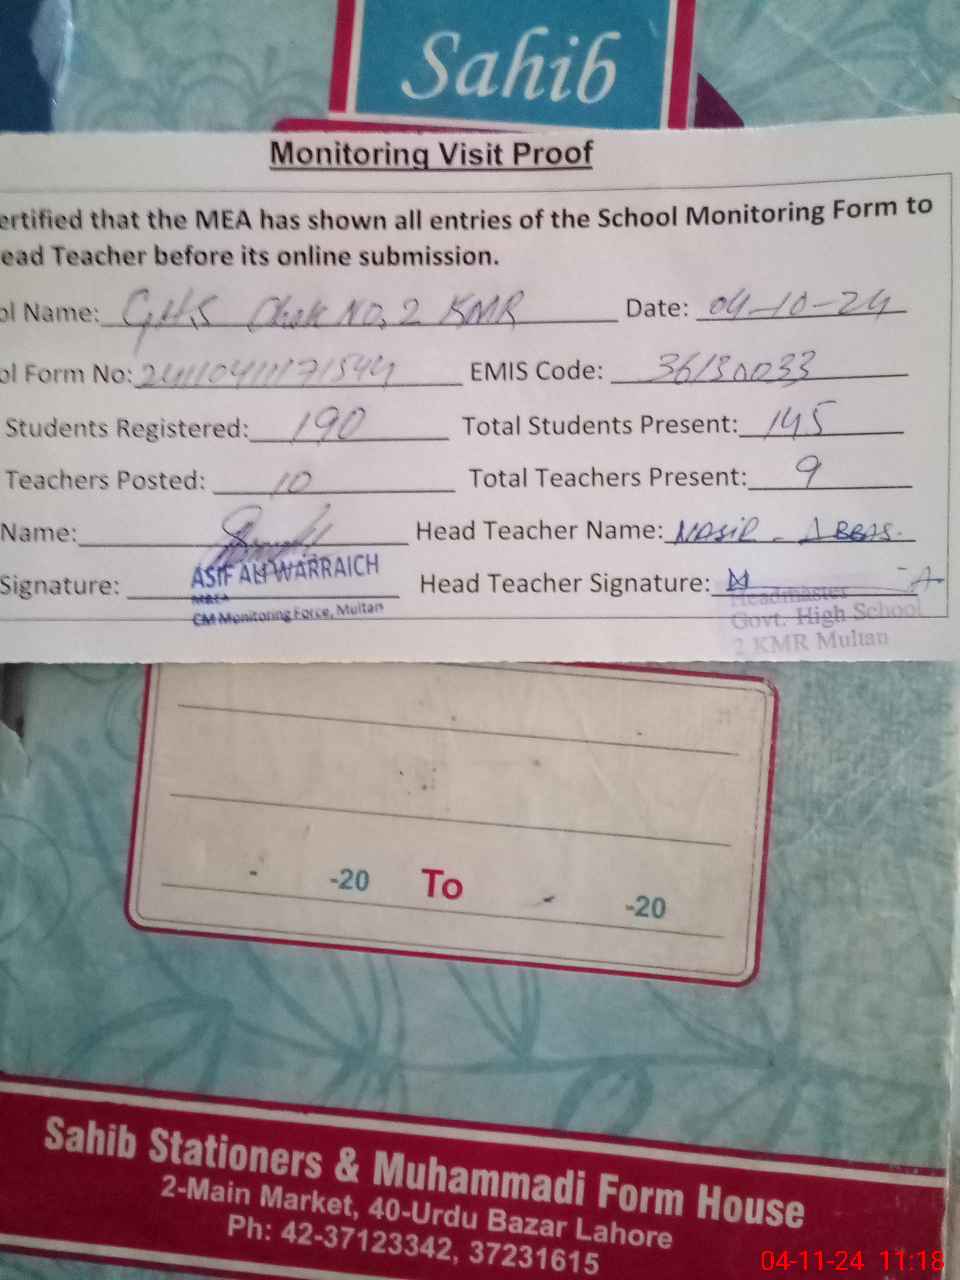 Sahib
Monitoring Visit Proof
ertified that the MEA has shown all entries of the School Monitoring Form to
ead Teacher before its online submission.
ol Name: GHS Chak NO, 2 KMR Date: 04-10-24
ol Form No: EMIS Code: 36130033
Students Registered: 190 Total Students Present: 145
Teachers Posted: 10 Total Teachers Present: 9
Name: Head Teacher Name: NASIR - ABBAS.
Signature: ASIF ALI WARRAICH Head Teacher Signature:
MEA
CM Monitoring Force, Multan
Headmaster
Govt. High School
2 KMR Multan
- -20 To - -20
Sahib Stationers & Muhammadi Form House
2-Main Market, 40-Urdu Bazar Lahore
Ph: 42-37123342, 37231615
04-11-24 11:18